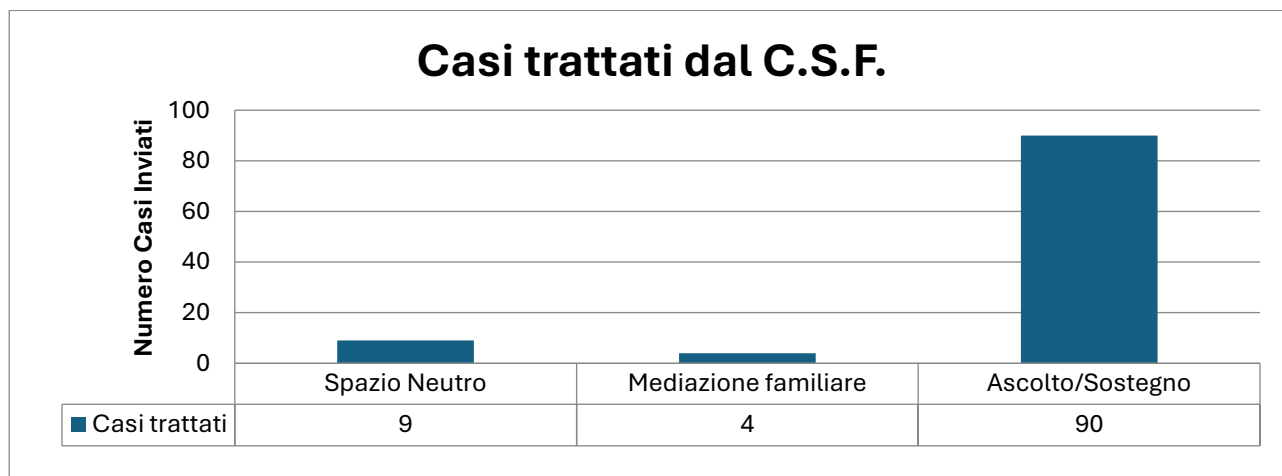 Casi trattati dal C.S.F.
Numero Casi Inviati
100
80
60
40
20
0
Spazio Neutro Mediazione familiare Ascolto/Sostegno
Casi trattati 9 4 90